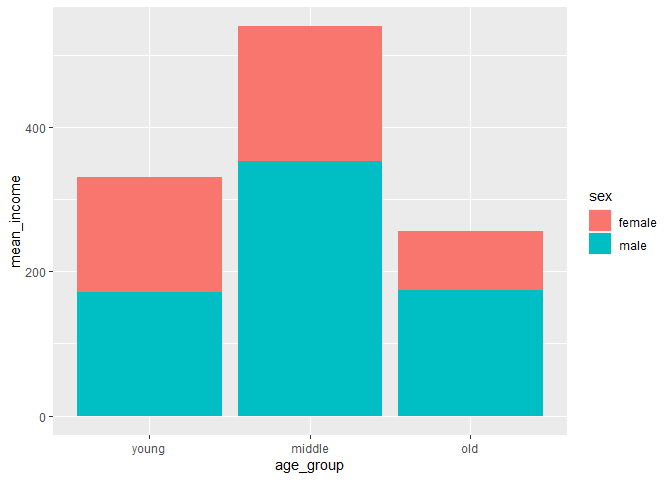 400
200
0
mean_income
young middle old
age_group
sex
female
male